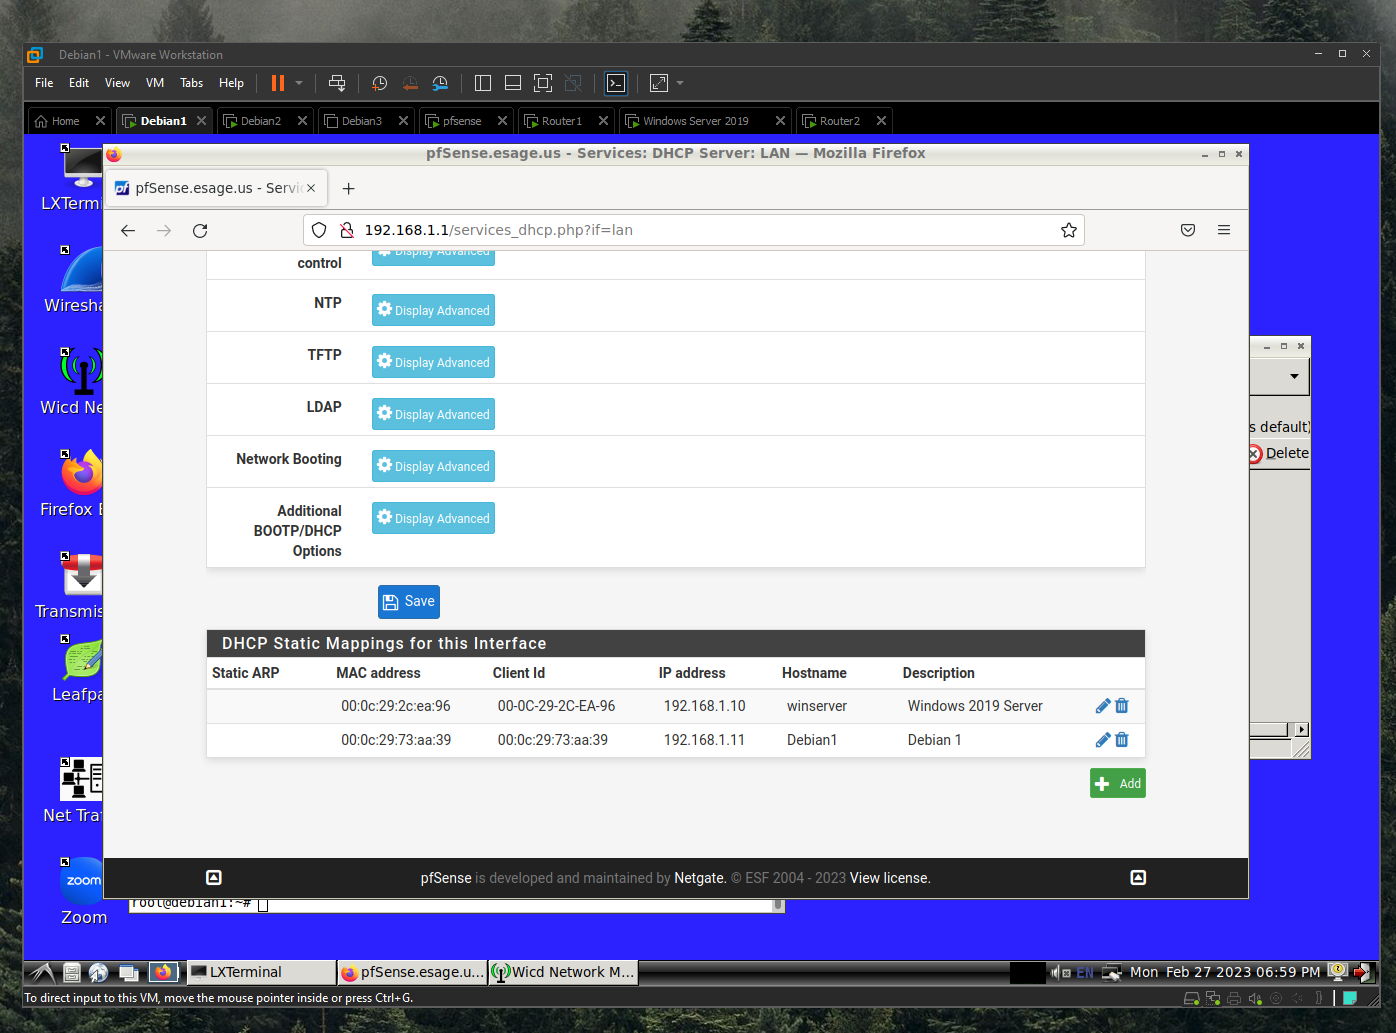 Debian1 - VMware Workstation
File Edit View VM Tabs Help
Home Debian1 Debian2 Debian3 pfsense Router1 Windows Server 2019 Router2
pfSense.esage.us - Services: DHCP Server: LAN — Mozilla Firefox
pf pfSense.esage.us - Servi
192.168.1.1/services_dhcp.php?if=lan
LXTermi
Wiresha
Wicd Ne
Firefox E
Transmis
Leafpa
Net Tra
zoom
Zoom
control Display Advanced
NTP Display Advanced
TFTP Display Advanced
LDAP Display Advanced
Network Booting Display Advanced
Additional
BOOTP/DHCP
Options
Display Advanced
Save
DHCP Static Mappings for this Interface
Static ARP MAC address Client Id IP address Hostname Description
00:0c:29:2c:ea:96 00-0C-29-2C-EA-96 192.168.1.10 winserver Windows 2019 Server
00:0c:29:73:aa:39 00:0c:29:73:aa:39 192.168.1.11 Debian1 Debian 1
Add
pfSense is developed and maintained by Netgate. © ESF 2004 - 2023 View license.
s default)
Delete
root@debian1:~#
LXTerminal pfSense.esage.u... Wicd Network M... EN Mon Feb 27 2023 06:59 PM
To direct input to this VM, move the mouse pointer inside or press Ctrl+G.